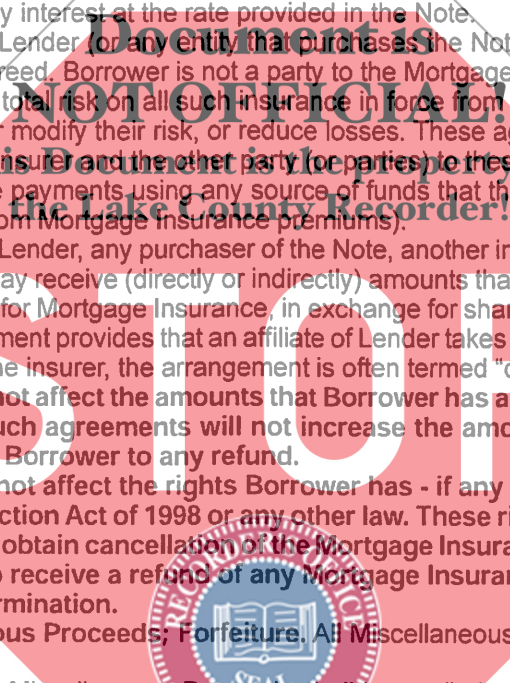 y interest at the rate provided in the Note.
Lender (or any entity that purchases the Not
Document is
reed. Borrower is not a party to the Mortgage
total risk on all such insurance in force from
NOT OFFICIAL!
r modify their risk, or reduce losses. These a
is Document is the property
nsurer and the other party (or parties) to thes
e payments using any source of funds that th
the Lake County Recorder!
om Mortgage Insurance premiums).
Lender, any purchaser of the Note, another in
ay receive (directly or indirectly) amounts tha
for Mortgage Insurance, in exchange for shar
ment provides that an affiliate of Lender takes
STOP
he insurer, the arrangement is often termed "c
not affect the amounts that Borrower has a
uch agreements will not increase the amo
Borrower to any refund.
not affect the rights Borrower has - if any
ction Act of 1998 or any other law. These ri
obtain cancellation of the Mortgage Insura
o receive a refund of any Mortgage Insuran
rmination.
ous Proceeds; Forfeiture. All Miscellaneous
RECORDER'S OFFICE
SEAL